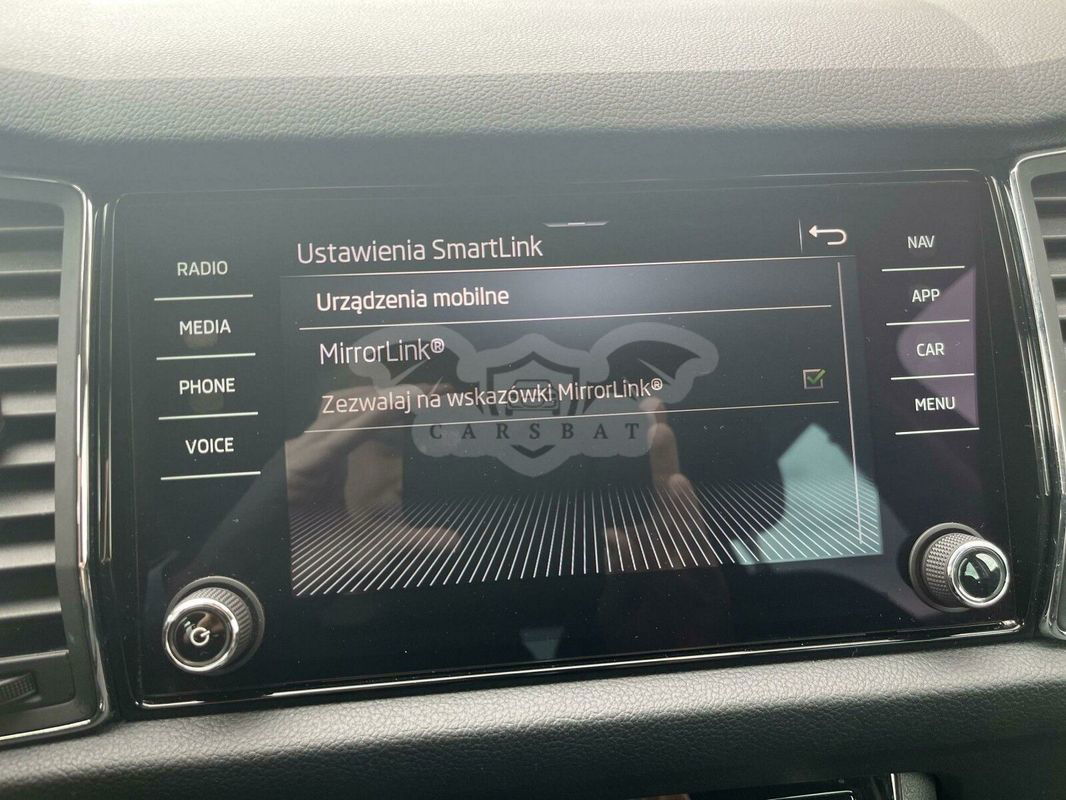 Ustawienia SmartLink
RADIO
MEDIA
PHONE
VOICE
Urządzenia mobilne
MirrorLink®
Zezwalaj na wskazówki MirrorLink®
CARSBAT
NAV
APP
CAR
MENU